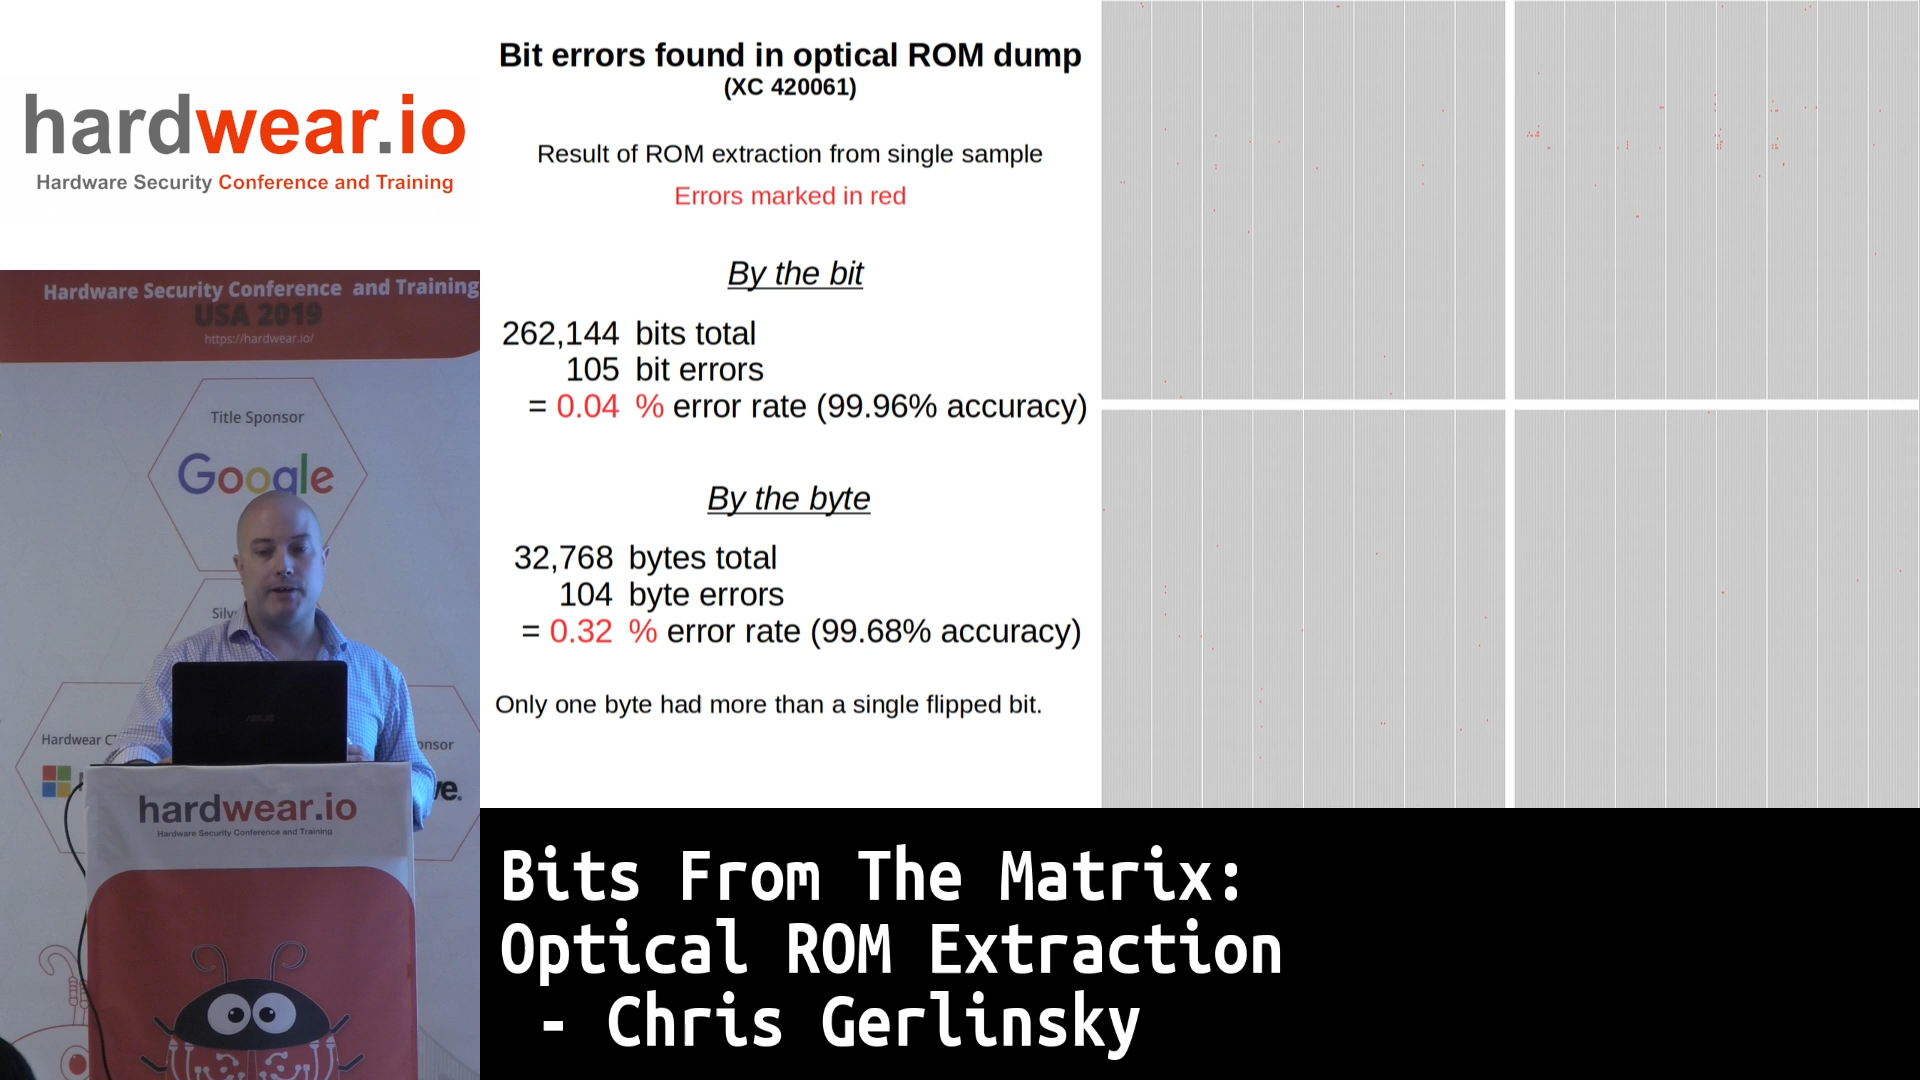 hardwear.io
Hardware Security Conference and Training
Hardware Security Conference and Training
USA 2019
https://hardwear.io/
Title Sponsor
Google
Hardwear
hardwear.io
Hardware Security Conference and Training
Bit errors found in optical ROM dump
(XC 420061)
Result of ROM extraction from single sample
Errors marked in red
By the bit
262,144 bits total
105 bit errors
= 0.04 % error rate (99.96% accuracy)
By the byte
32,768 bytes total
104 byte errors
= 0.32 % error rate (99.68% accuracy)
Only one byte had more than a single flipped bit.
Bits From The Matrix:
Optical ROM Extraction
- Chris Gerlinsky